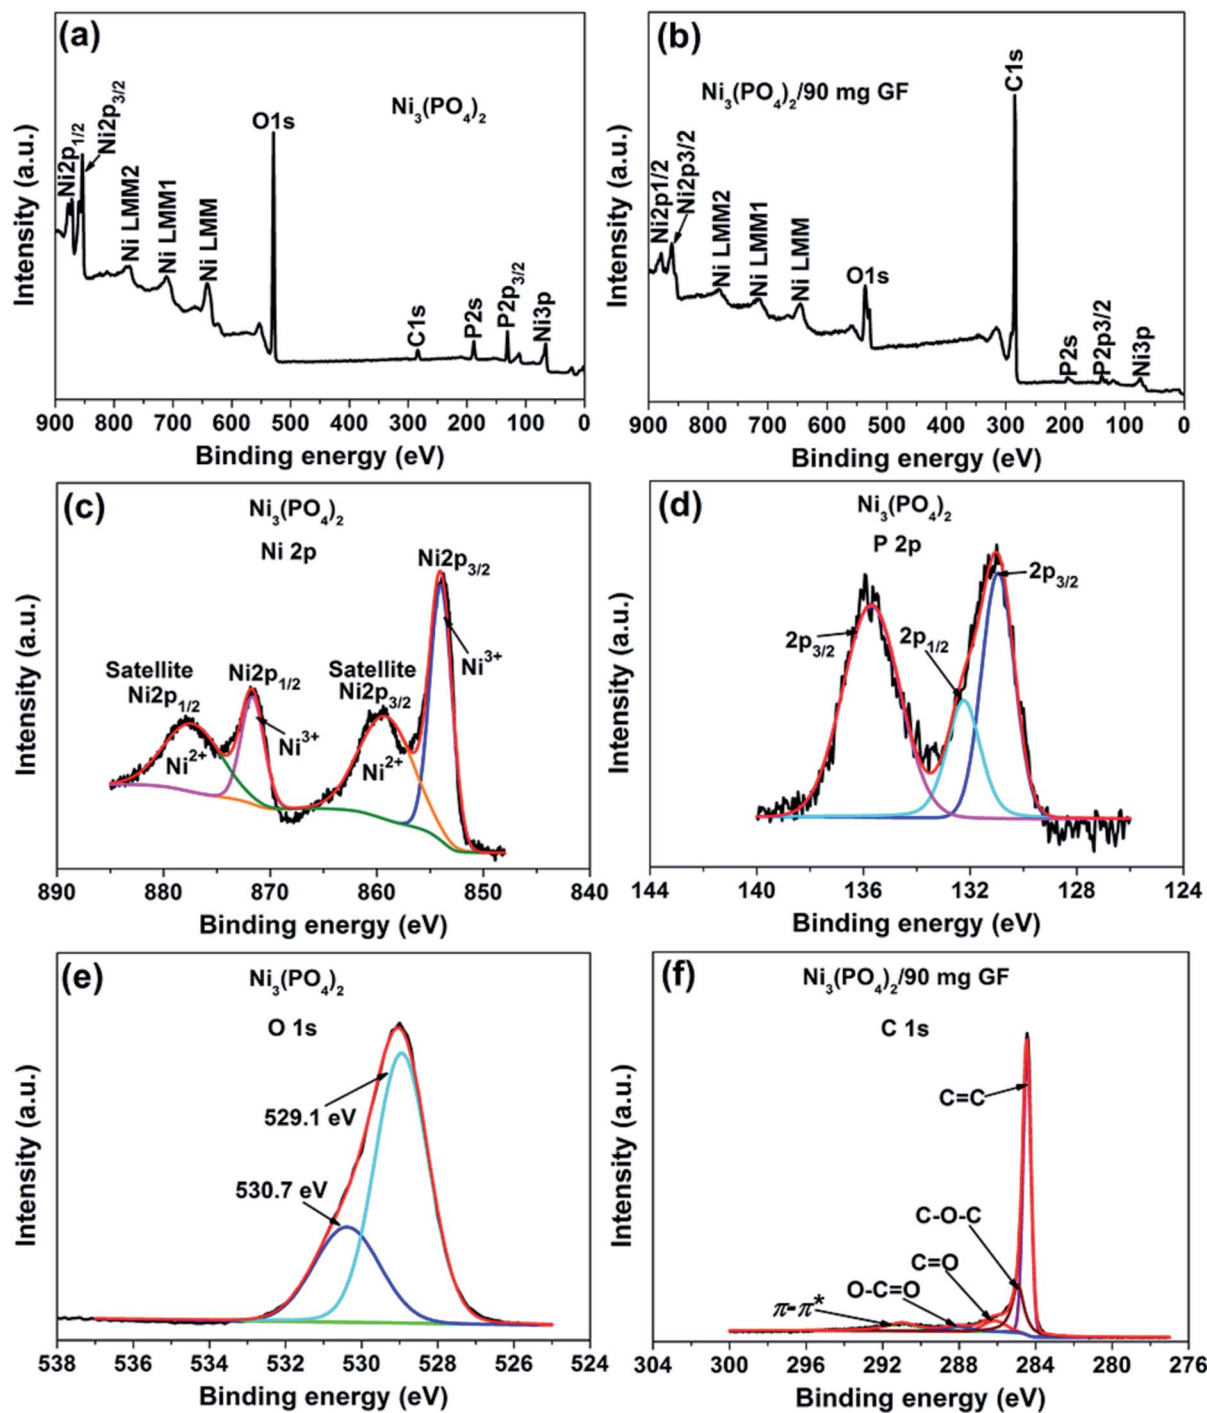 (a)
Ni₃(PO₄)₂
Ni2p₁/₂
Ni2p₃/₂
Ni LMM2
Ni LMM1
Ni LMM
O1s
C1s
P2s
P2p₃/₂
Ni3p
Intensity (a.u.)
900 800 700 600 500 400 300 200 100 0
Binding energy (eV)
(b)
Ni₃(PO₄)₂/90 mg GF
Ni2p1/2
Ni2p3/2
Ni LMM2
Ni LMM1
Ni LMM
O1s
C1s
P2s
P2p3/2
Ni3p
Intensity (a.u.)
900 800 700 600 500 400 300 200 100 0
Binding energy (eV)
(c)
Ni₃(PO₄)₂
Ni 2p
Ni2p₃/₂
Ni³⁺
Satellite
Ni2p₁/₂
Ni2p₁/₂
Satellite
Ni2p₃/₂
Ni²⁺
Ni³⁺
Ni²⁺
Intensity (a.u.)
890 880 870 860 850 840
Binding energy (eV)
(d)
Ni₃(PO₄)₂
P 2p
2p₃/₂
2p₃/₂
2p₁/₂
Intensity (a.u.)
144 140 136 132 128 124
Binding energy (eV)
(e)
Ni₃(PO₄)₂
O 1s
529.1 eV
530.7 eV
Intensity (a.u.)
538 536 534 532 530 528 526 524
Binding energy (eV)
(f)
Ni₃(PO₄)₂/90 mg GF
C 1s
C=C
C-O-C
C=O
O-C=O
π-π*
Intensity (a.u.)
304 300 296 292 288 284 280 276
Binding energy (eV)